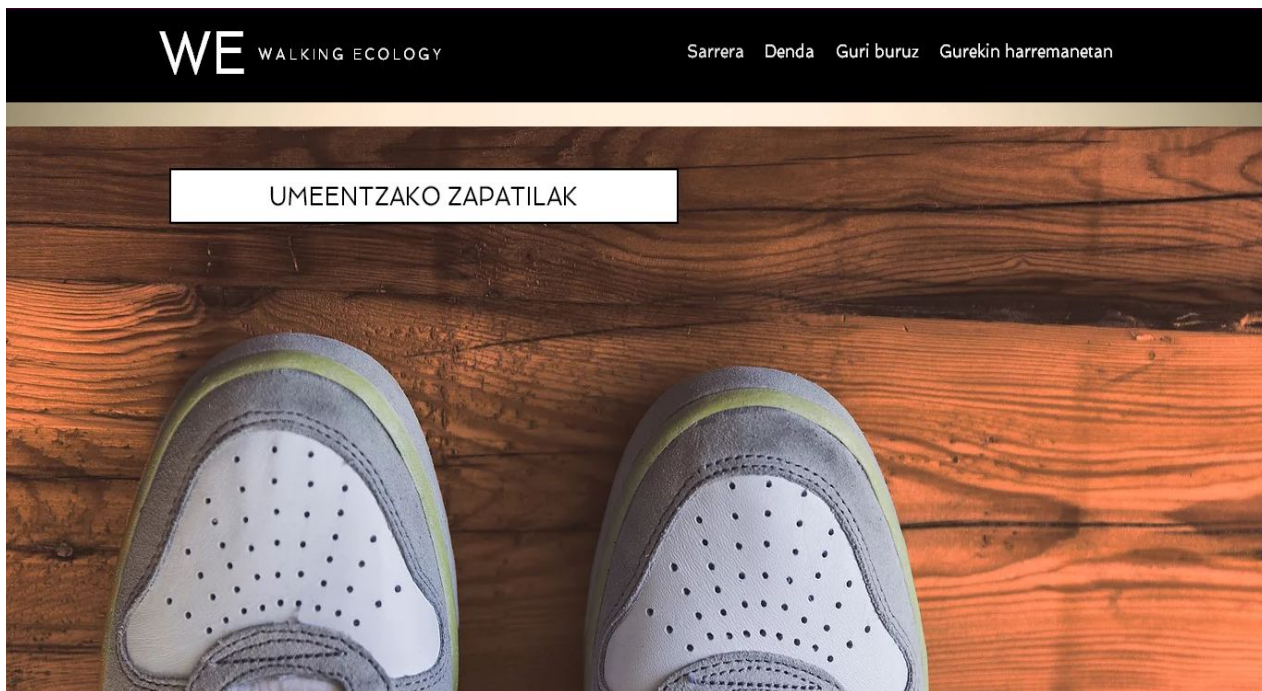 WE WALKING ECOLOGY
Sarrera Denda Guri buruz Gurekin harremanetan
UMEENTZAKO ZAPATILAK